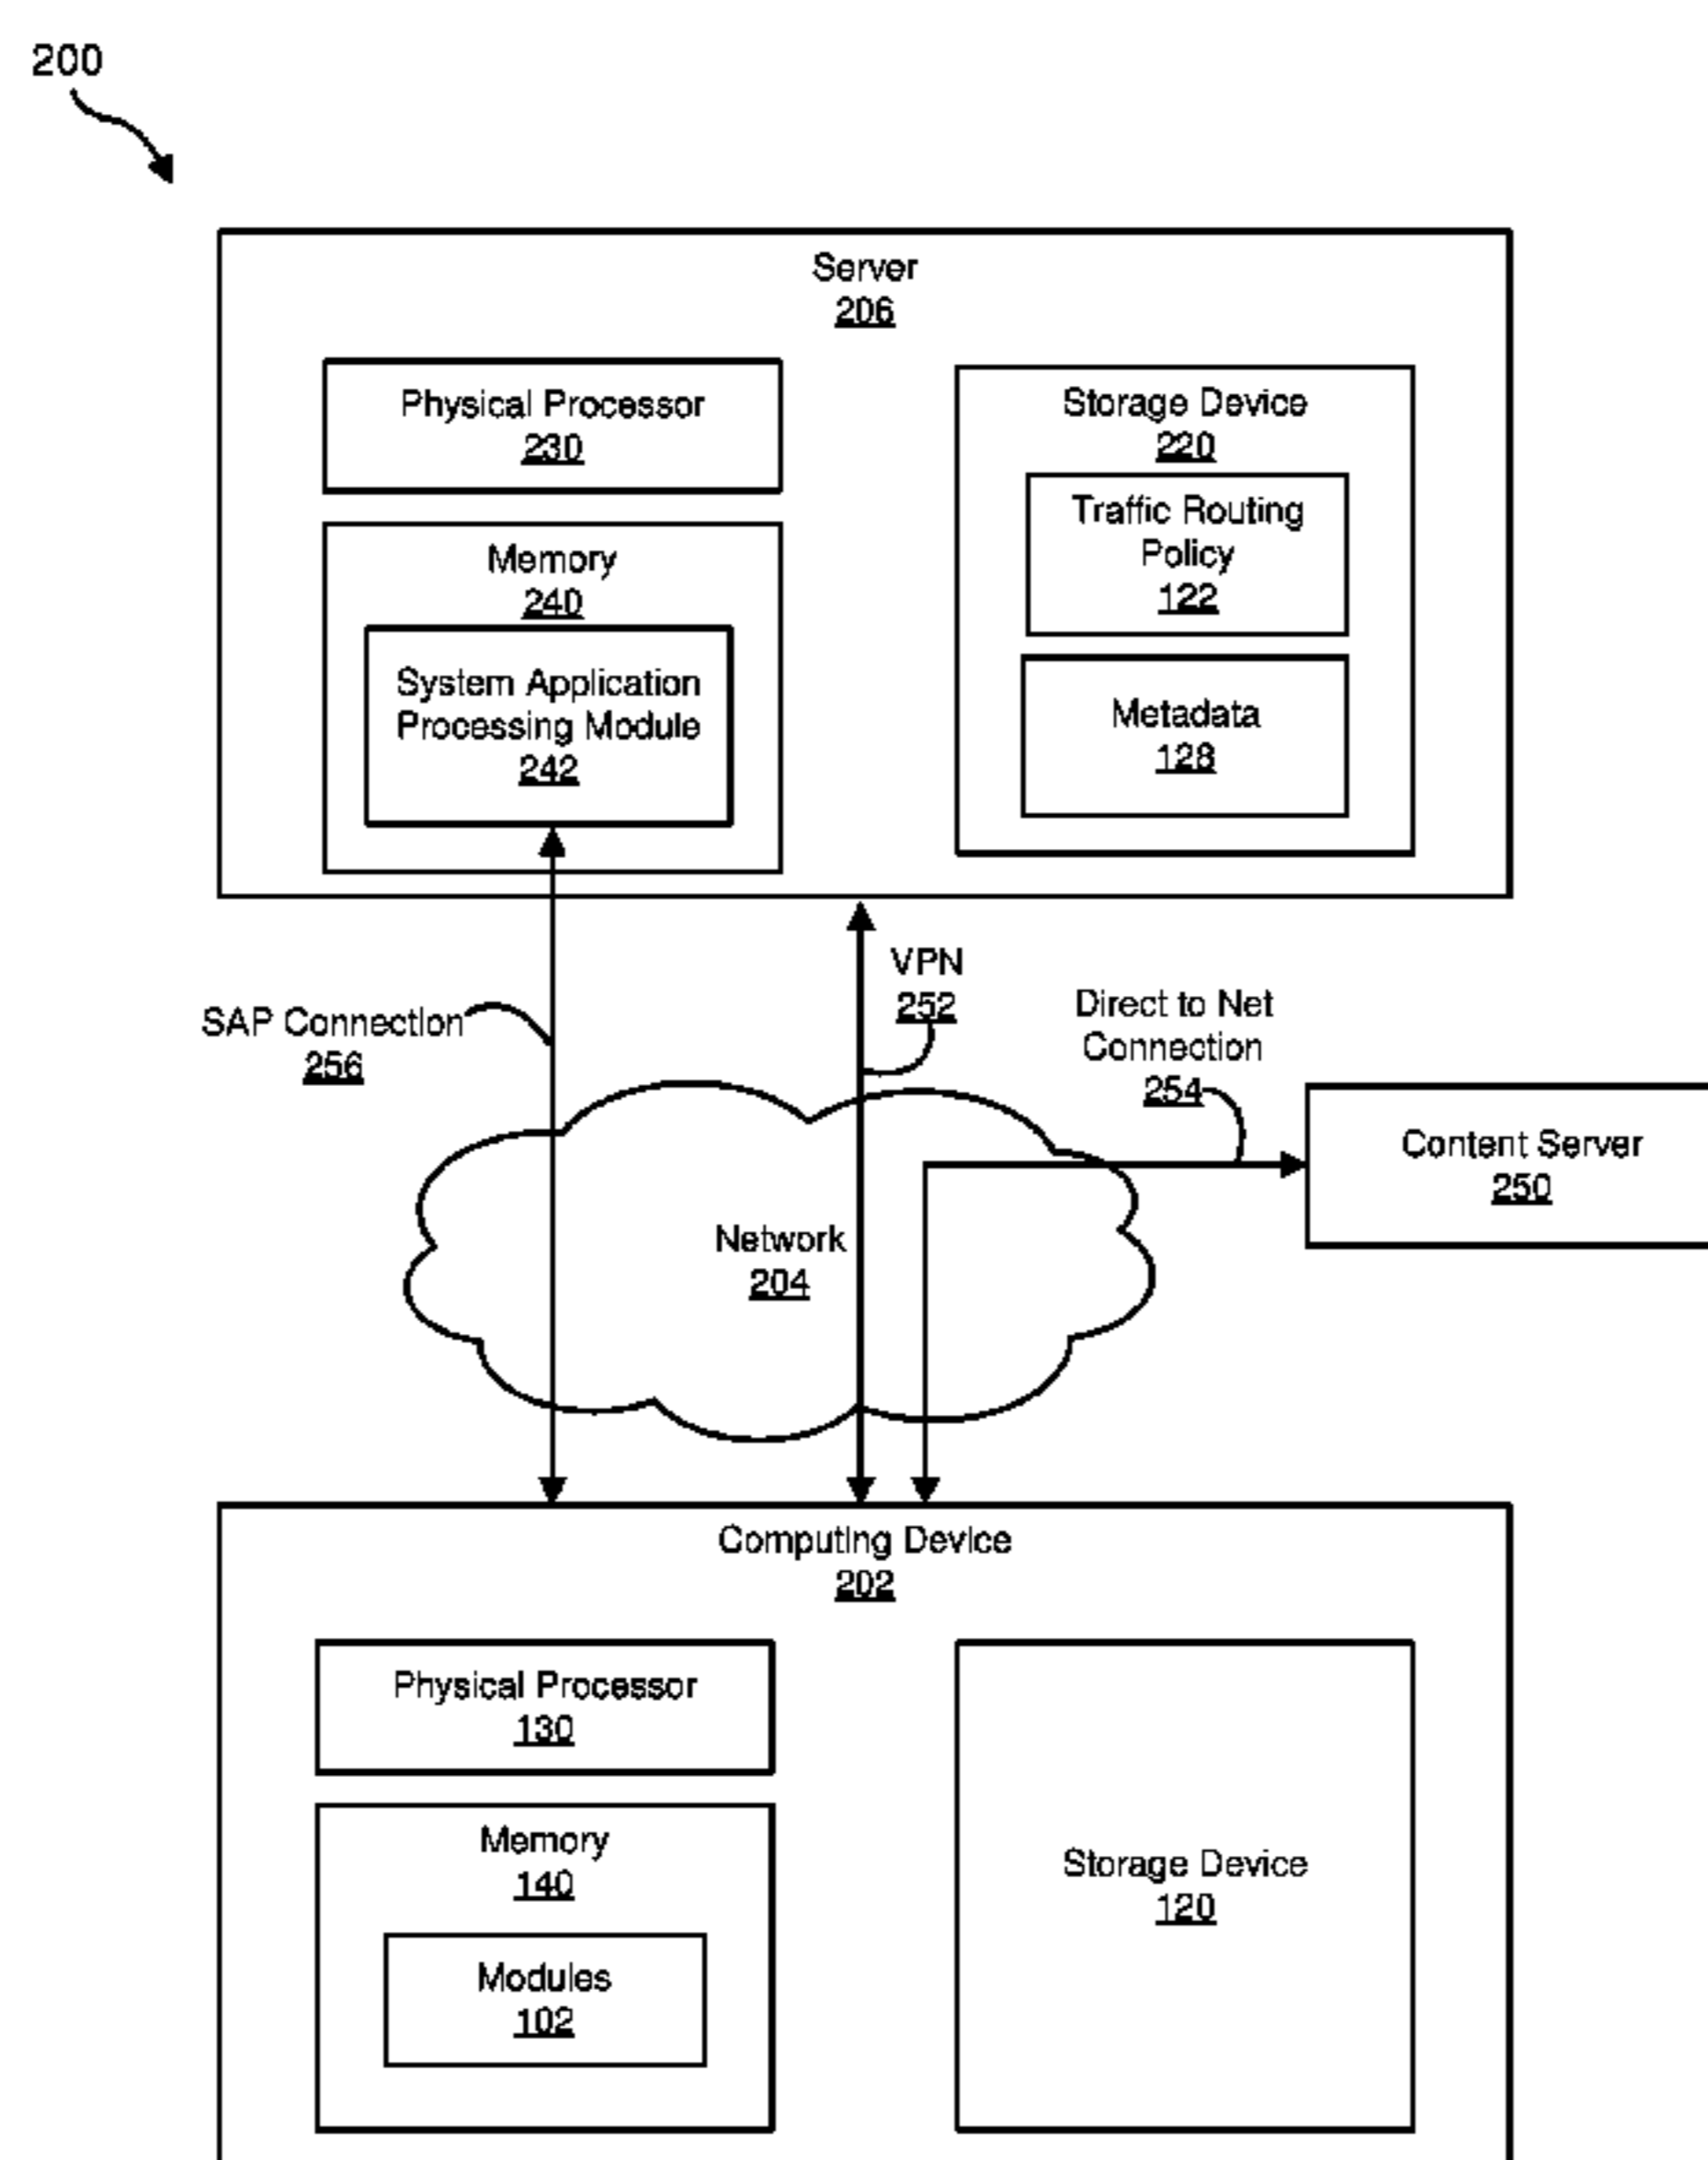 200
Server
206
Physical Processor
230
Memory
240
System Application
Processing Module
242
Storage Device
220
Traffic Routing
Policy
122
Metadata
128
SAP Connection
256
VPN
252
Direct to Net
Connection
254
Content Server
250
Network
204
Computing Device
202
Physical Processor
130
Memory
140
Modules
102
Storage Device
120